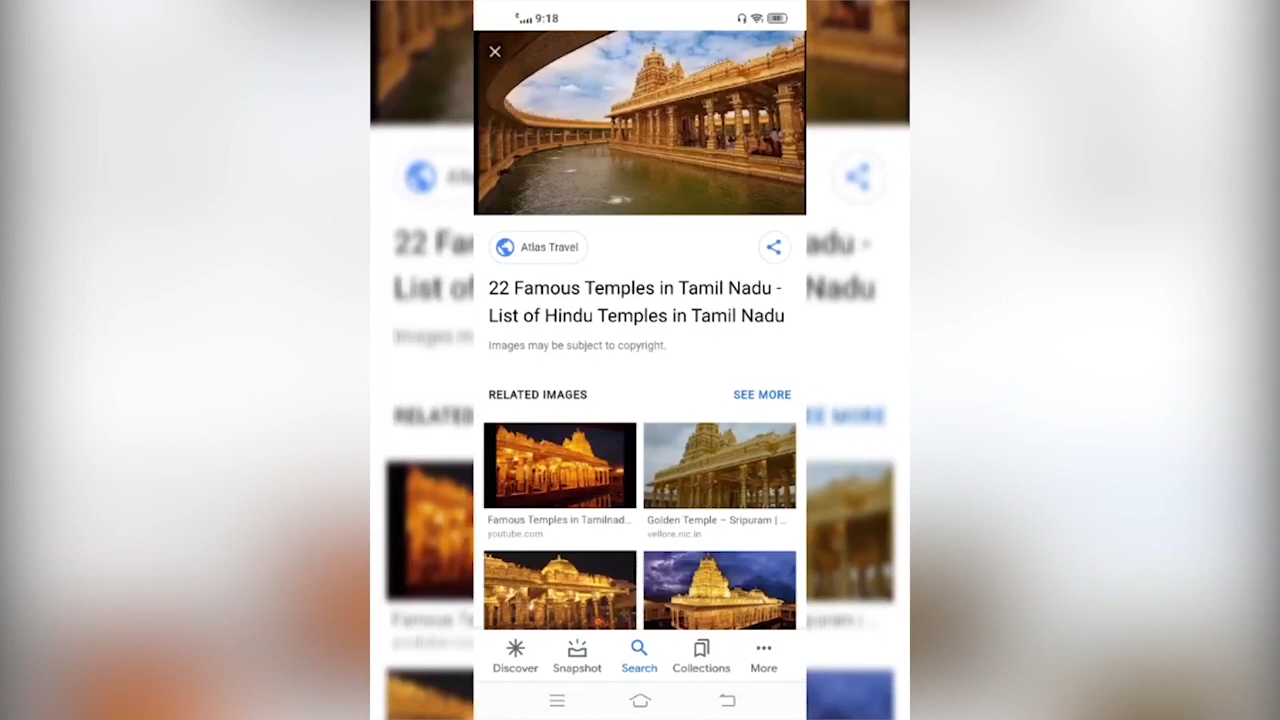 9:18
Atlas Travel
22 Famous Temples in Tamil Nadu -
List of Hindu Temples in Tamil Nadu
Images may be subject to copyright.
RELATED IMAGES SEE MORE
Famous Temples in Tamilnad... Golden Temple – Sripuram | ...
youtube.com vellore.nic.in
Discover Snapshot Search Collections More